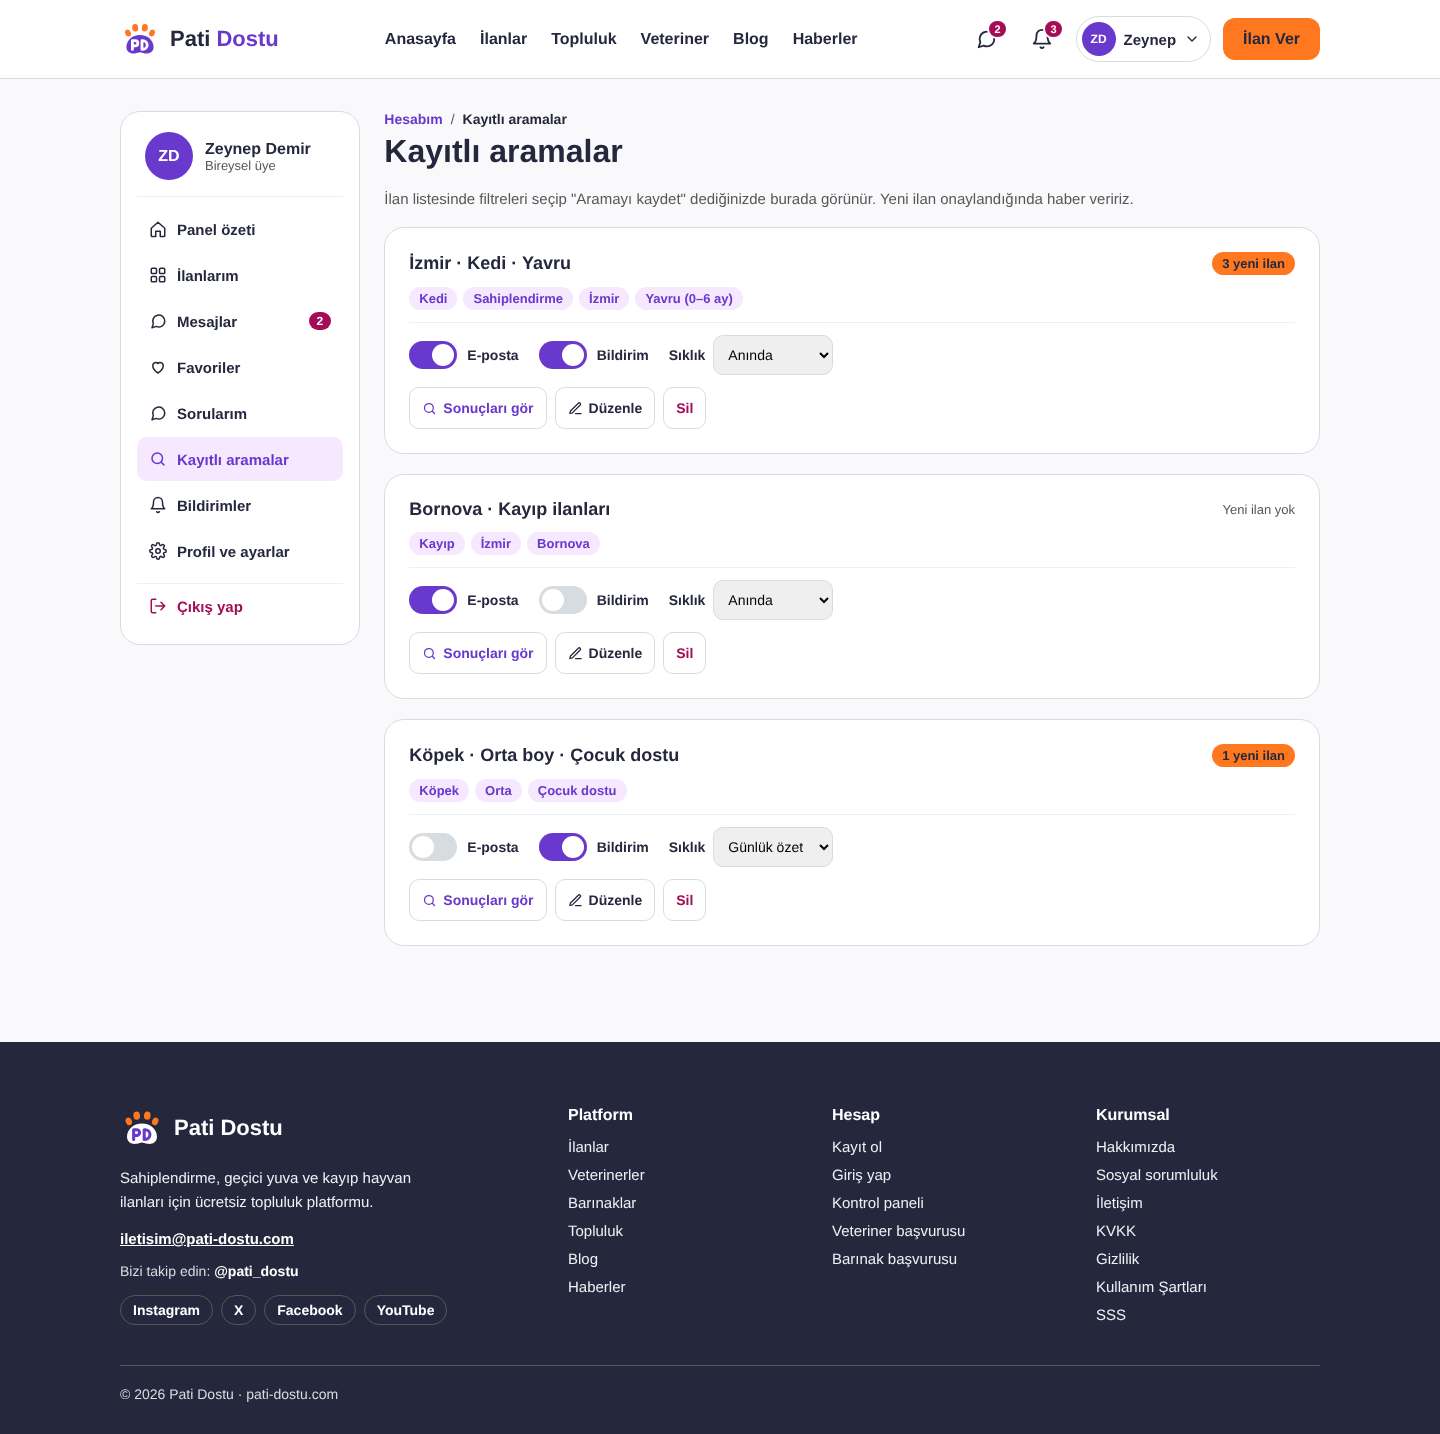 PD Pati Dostu
Anasayfa İlanlar Topluluk Veteriner Blog Haberler
2
3
ZD Zeynep
İlan Ver
ZD
Zeynep Demir
Bireysel üye
Panel özeti
İlanlarım
Mesajlar 2
Favoriler
Sorularım
Kayıtlı aramalar
Bildirimler
Profil ve ayarlar
Çıkış yap
Hesabım / Kayıtlı aramalar
Kayıtlı aramalar
İlan listesinde filtreleri seçip "Aramayı kaydet" dediğinizde burada görünür. Yeni ilan onaylandığında haber veririz.
İzmir · Kedi · Yavru 3 yeni ilan
Kedi Sahiplendirme İzmir Yavru (0–6 ay)
E-posta Bildirim Sıklık Anında
Sonuçları gör Düzenle Sil
Bornova · Kayıp ilanları Yeni ilan yok
Kayıp İzmir Bornova
E-posta Bildirim Sıklık Anında
Sonuçları gör Düzenle Sil
Köpek · Orta boy · Çocuk dostu 1 yeni ilan
Köpek Orta Çocuk dostu
E-posta Bildirim Sıklık Günlük özet
Sonuçları gör Düzenle Sil
PD Pati Dostu
Sahiplendirme, geçici yuva ve kayıp hayvan
ilanları için ücretsiz topluluk platformu.
iletisim@pati-dostu.com
Bizi takip edin: @pati_dostu
Instagram X Facebook YouTube
Platform
İlanlar
Veterinerler
Barınaklar
Topluluk
Blog
Haberler
Hesap
Kayıt ol
Giriş yap
Kontrol paneli
Veteriner başvurusu
Barınak başvurusu
Kurumsal
Hakkımızda
Sosyal sorumluluk
İletişim
KVKK
Gizlilik
Kullanım Şartları
SSS
© 2026 Pati Dostu · pati-dostu.com